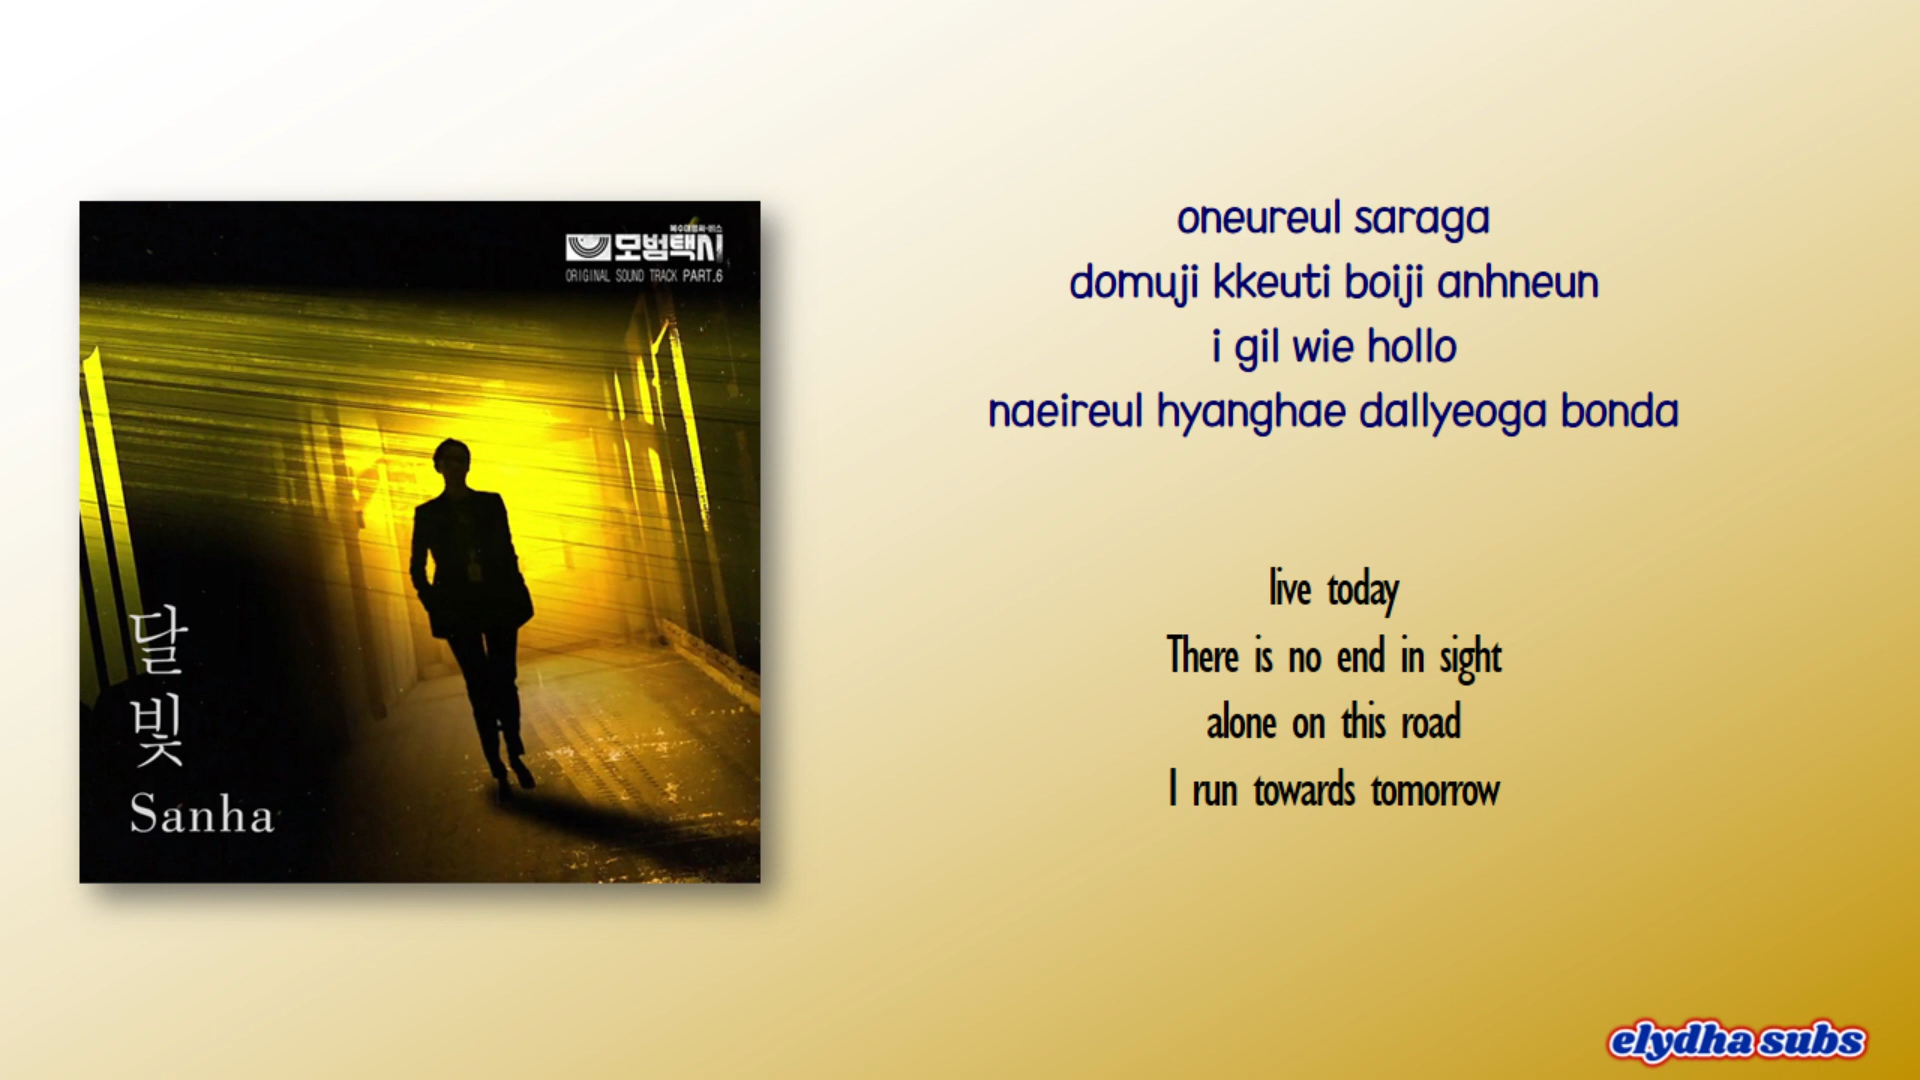 모범택시
ORIGINAL SOUND TRACK PART.6
달
빛
Sanha
oneureul saraga
domuji kkeuti boiji anhneun
i gil wie hollo
naeireul hyanghae dallyeoga bonda
live today
There is no end in sight
alone on this road
I run towards tomorrow
elydha subs